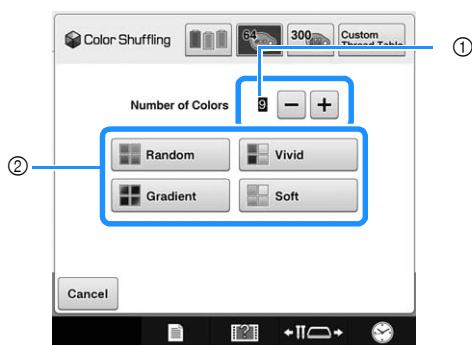 Color Shuffling
64
300
Custom
Thread Table
①
Number of Colors 9 − +
②
Random
Vivid
Gradient
Soft
Cancel